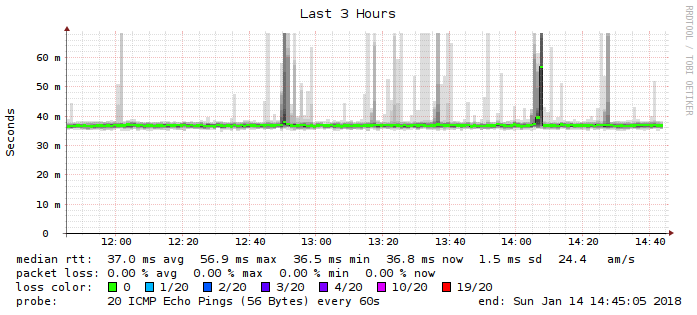 Last 3 Hours
RRDTOOL / TOBI OETIKER
Seconds
60 m
50 m
40 m
30 m
20 m
10 m
0
12:00 12:20 12:40 13:00 13:20 13:40 14:00 14:20 14:40
median rtt: 37.0 ms avg 56.9 ms max 36.5 ms min 36.8 ms now 1.5 ms sd 24.4 am/s
packet loss: 0.00 % avg 0.00 % max 0.00 % min 0.00 % now
loss color: 0 1/20 2/20 3/20 4/20 10/20 19/20
probe: 20 ICMP Echo Pings (56 Bytes) every 60s end: Sun Jan 14 14:45:05 2018